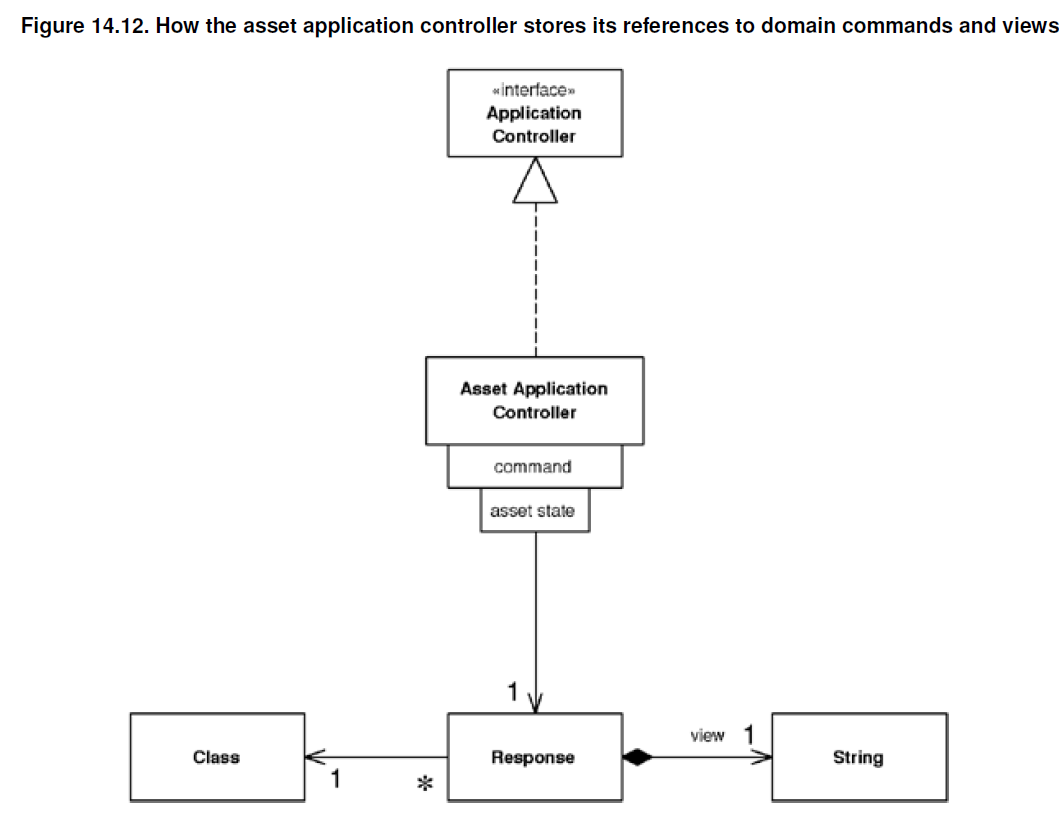 Figure 14.12. How the asset application controller stores its references to domain commands and views
«interface»
Application
Controller
Asset Application
Controller
command
asset state
1
Class
1
*
Response
view 1
String